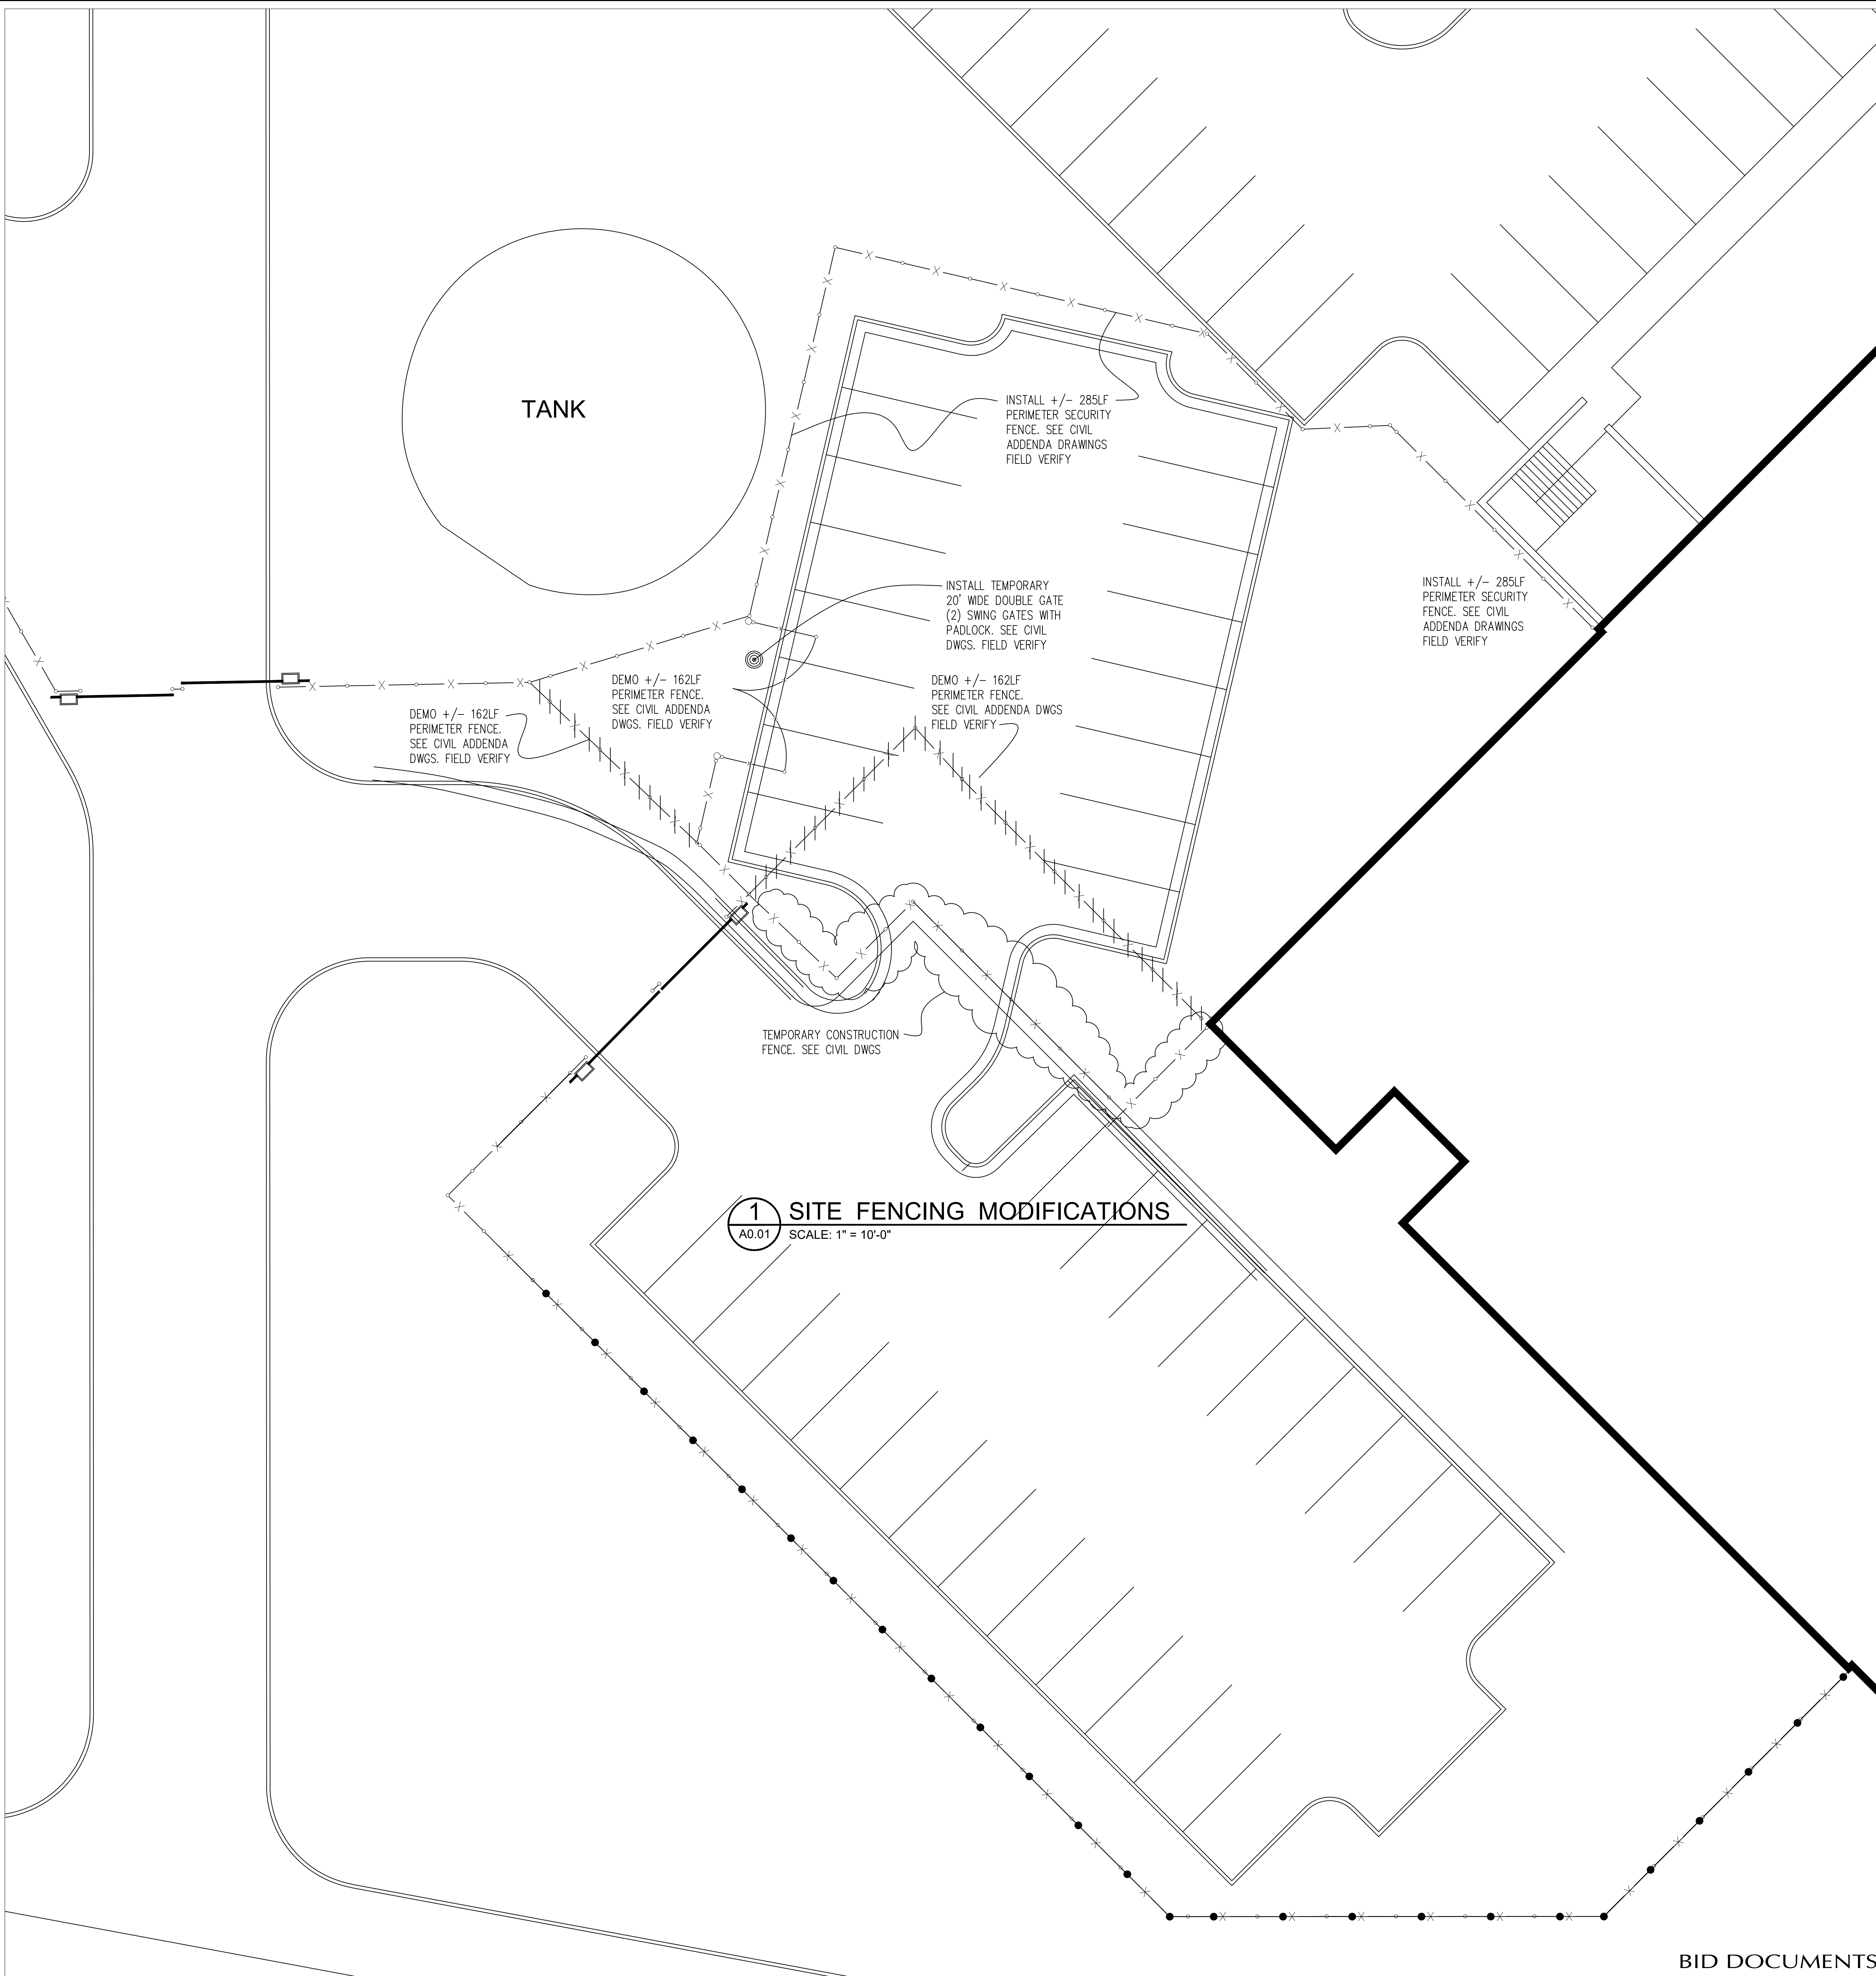 TANK
INSTALL +/- 285LF
PERIMETER SECURITY
FENCE. SEE CIVIL
ADDENDA DRAWINGS
FIELD VERIFY
INSTALL TEMPORARY
20' WIDE DOUBLE GATE
(2) SWING GATES WITH
PADLOCK. SEE CIVIL
DWGS. FIELD VERIFY
INSTALL +/- 285LF
PERIMETER SECURITY
FENCE. SEE CIVIL
ADDENDA DRAWINGS
FIELD VERIFY
DEMO +/- 162LF
PERIMETER FENCE.
SEE CIVIL ADDENDA
DWGS. FIELD VERIFY
DEMO +/- 162LF
PERIMETER FENCE.
SEE CIVIL ADDENDA DWGS
FIELD VERIFY
DEMO +/- 162LF
PERIMETER FENCE.
SEE CIVIL ADDENDA
DWGS. FIELD VERIFY
TEMPORARY CONSTRUCTION
FENCE. SEE CIVIL DWGS
1 SITE FENCING MODIFICATIONS
A0.01 SCALE: 1" = 10'-0"
BID DOCUMENTS